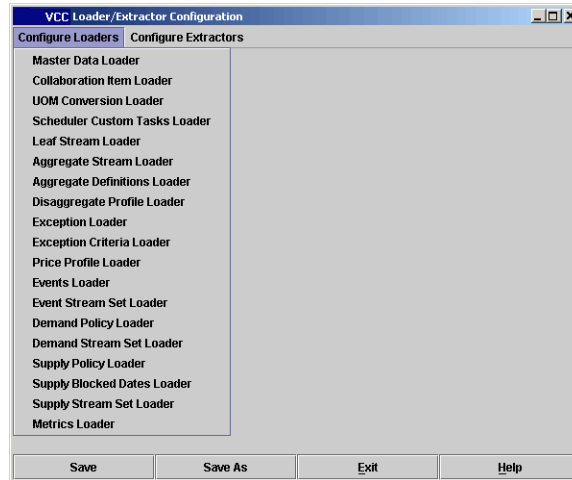 VCC Loader/Extractor Configuration
Configure Loaders Configure Extractors
Master Data Loader
Collaboration Item Loader
UOM Conversion Loader
Scheduler Custom Tasks Loader
Leaf Stream Loader
Aggregate Stream Loader
Aggregate Definitions Loader
Disaggregate Profile Loader
Exception Loader
Exception Criteria Loader
Price Profile Loader
Events Loader
Event Stream Set Loader
Demand Policy Loader
Demand Stream Set Loader
Supply Policy Loader
Supply Blocked Dates Loader
Supply Stream Set Loader
Metrics Loader
Save Save As Exit Help